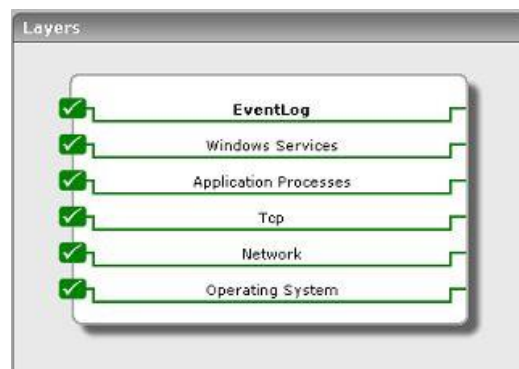 Layers
EventLog
Windows Services
Application Processes
Tcp
Network
Operating System